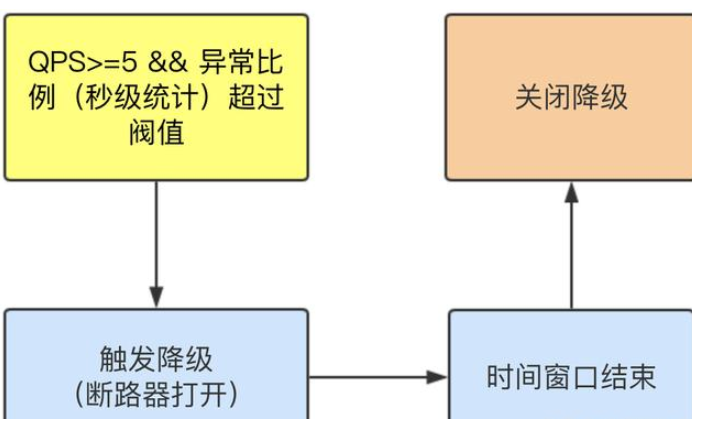 QPS>=5 && 异常比
例（秒级统计）超过
阀值
关闭降级
触发降级
（断路器打开）
时间窗口结束